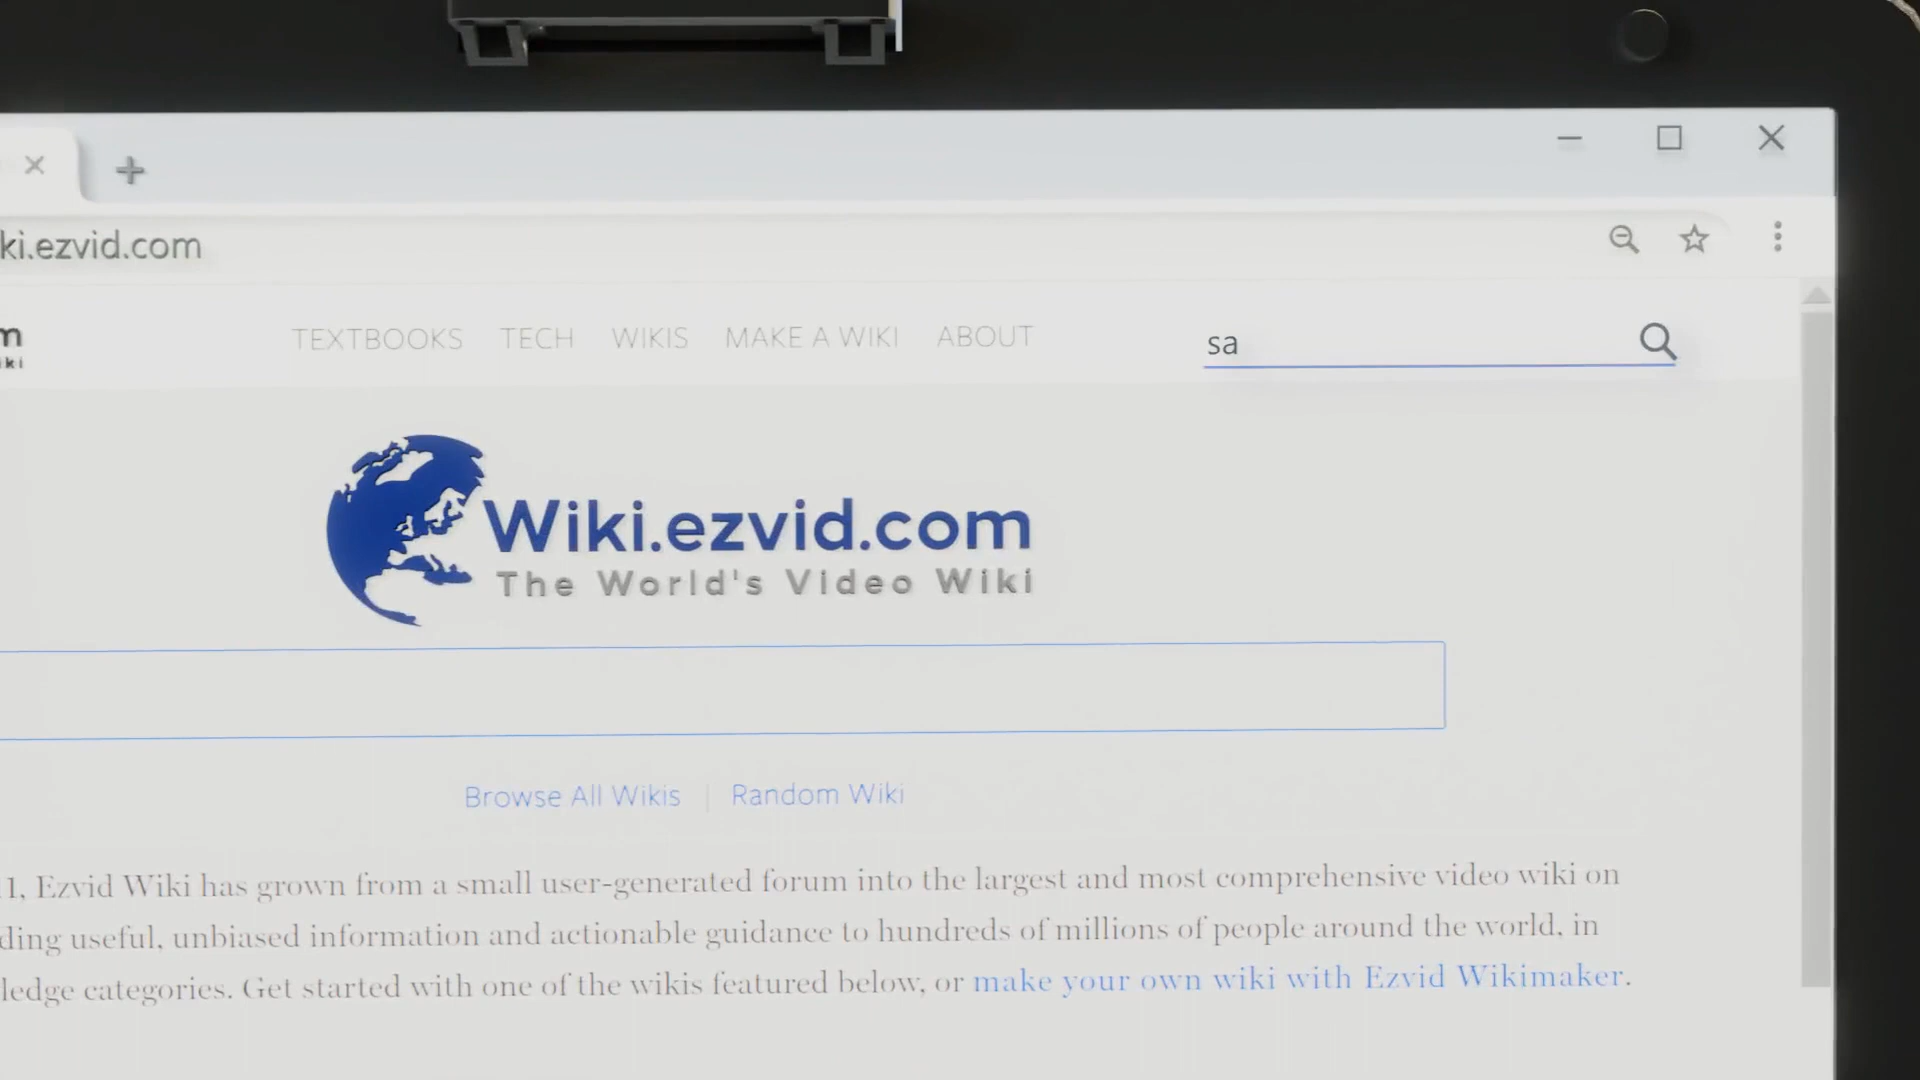 ki.ezvid.com
m
iki
TEXTBOOKS TECH WIKIS MAKE A WIKI ABOUT
sa
Wiki.ezvid.com
The World's Video Wiki
Browse All Wikis | Random Wiki
1, Ezvid Wiki has grown from a small user-generated forum into the largest and most comprehensive video wiki on
ding useful, unbiased information and actionable guidance to hundreds of millions of people around the world, in
ledge categories. Get started with one of the wikis featured below, or make your own wiki with Ezvid Wikimaker.